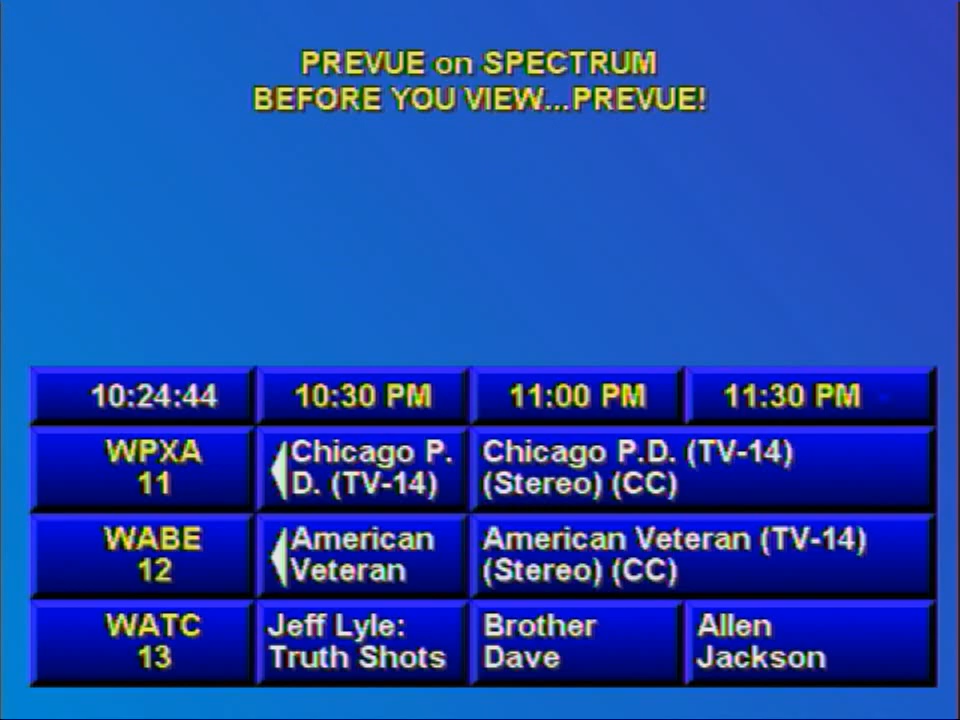 PREVUE on SPECTRUM
BEFORE YOU VIEW...PREVUE!
10:24:44 10:30 PM 11:00 PM 11:30 PM
WPXA
11
Chicago P.
D. (TV-14)
Chicago P.D. (TV-14)
(Stereo) (CC)
WABE
12
American
Veteran
American Veteran (TV-14)
(Stereo) (CC)
WATC
13
Jeff Lyle:
Truth Shots
Brother
Dave
Allen
Jackson